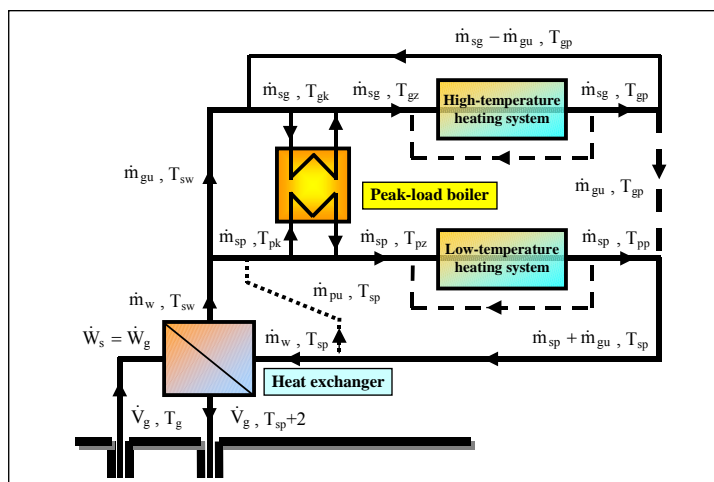 ṁsg − ṁgu , Tgp
ṁsg , Tgk
ṁsg , Tgz
High-temperature
heating system
ṁsg , Tgp
ṁgu , Tsw
Peak-load boiler
ṁgu , Tgp
ṁsp , Tpk
ṁsp , Tpz
Low-temperature
heating system
ṁsp , Tpp
ṁw , Tsw
ṁpu , Tsp
Ẇs = Ẇg
ṁw , Tsp
ṁsp + ṁgu , Tsp
Heat exchanger
V̇g , Tg
V̇g , Tsp+2